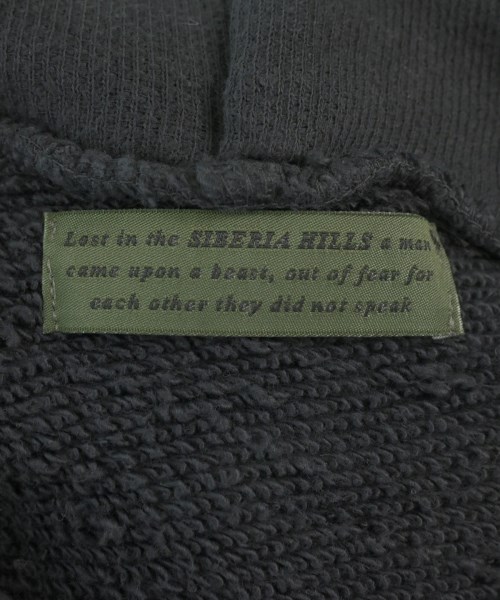 Lost in the SIBERIA HILLS a man
came upon a beast, out of fear for
each other they did not speak